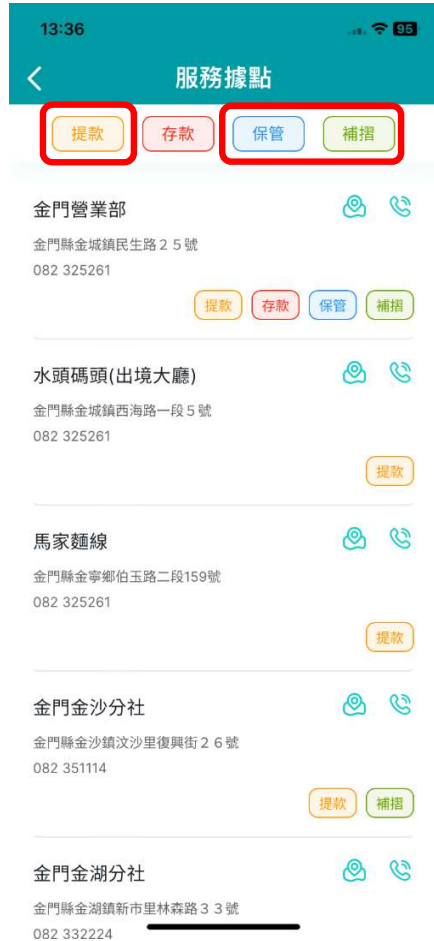 13:36
95
服務據點
提款 存款 保管 補摺
金門營業部
金門縣金城鎮民生路２５號
082 325261
提款 存款 保管 補摺
水頭碼頭(出境大廳)
金門縣金城鎮西海路一段５號
082 325261
提款
馬家麵線
金門縣金寧鄉伯玉路二段159號
082 325261
提款
金門金沙分社
金門縣金沙鎮汶沙里復興街２６號
082 351114
提款 補摺
金門金湖分社
金門縣金湖鎮新市里林森路３３號
082 332224